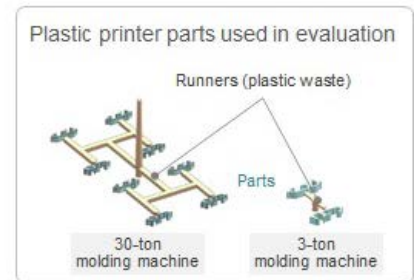 Plastic printer parts used in evaluation
Runners (plastic waste)
Parts
30-ton
molding machine
3-ton
molding machine